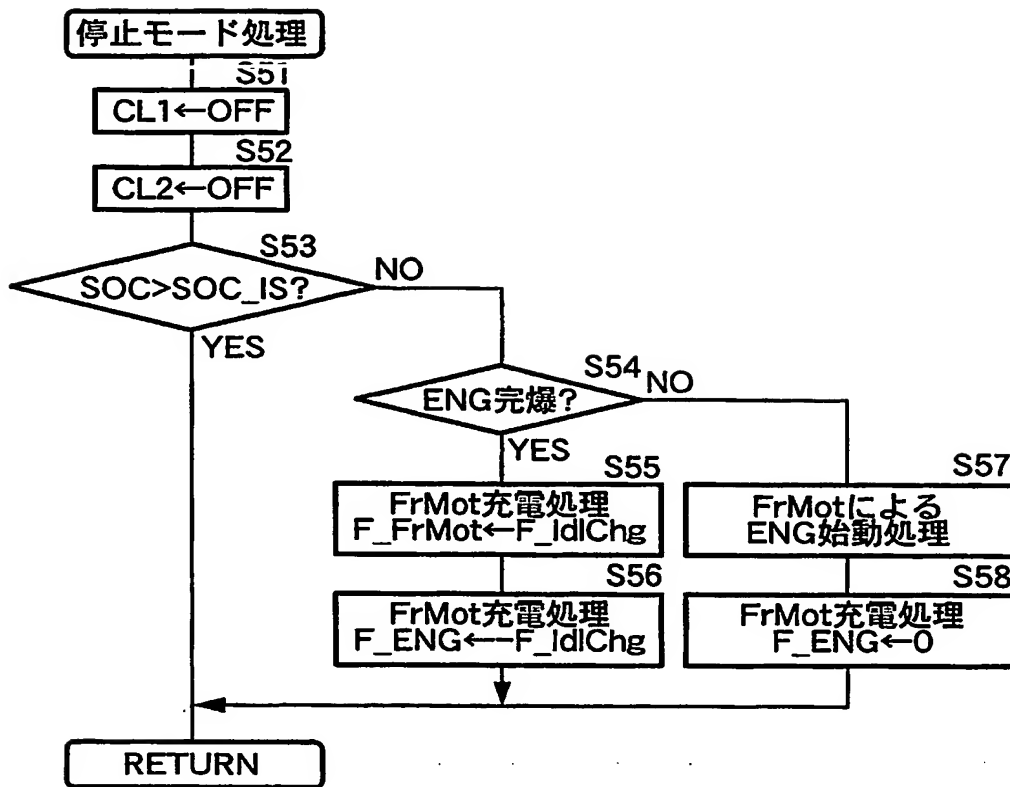 停止モード処理
S51
CL1←OFF
S52
CL2←OFF
S53
SOC>SOC_IS?
NO
YES
S54
ENG完爆?
NO
YES
S55
FrMot充電処理
F_FrMot←F_IdlChg
S56
FrMot充電処理
F_ENG←−F_IdlChg
S57
FrMotによる
ENG始動処理
S58
FrMot充電処理
F_ENG←0
RETURN